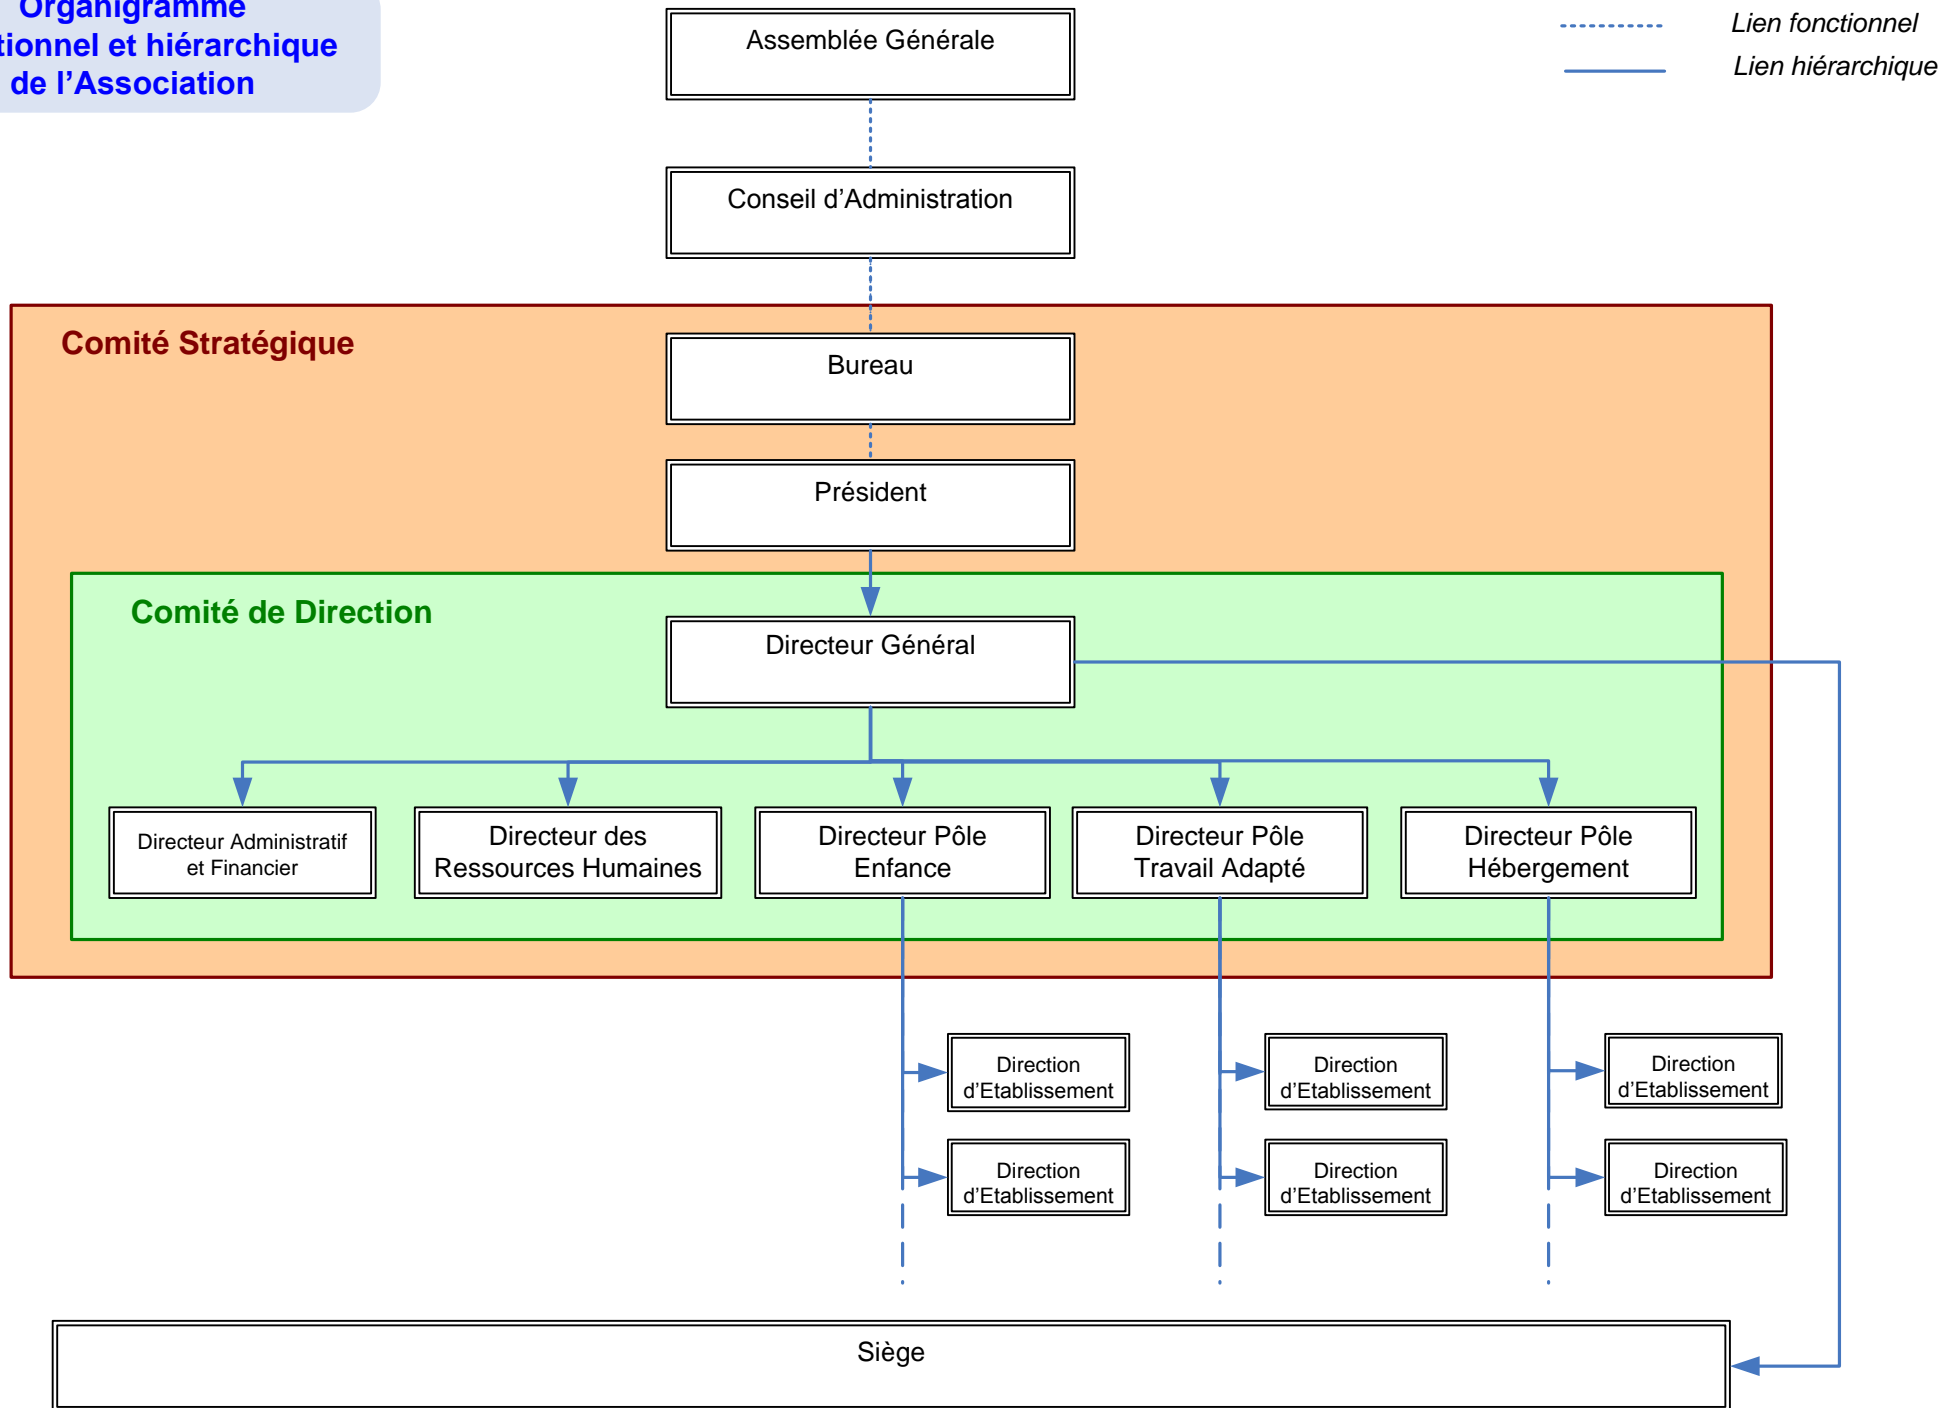 Organigramme
tionnel et hiérarchique
de l'Association
Assemblée Générale
Lien fonctionnel
Lien hiérarchique
Conseil d'Administration
Comité Stratégique
Bureau
Président
Comité de Direction
Directeur Général
Directeur Administratif
et Financier
Directeur des
Ressources Humaines
Directeur Pôle
Enfance
Directeur Pôle
Travail Adapté
Directeur Pôle
Hébergement
Direction
d'Etablissement
Direction
d'Etablissement
Direction
d'Etablissement
Direction
d'Etablissement
Direction
d'Etablissement
Direction
d'Etablissement
Siège